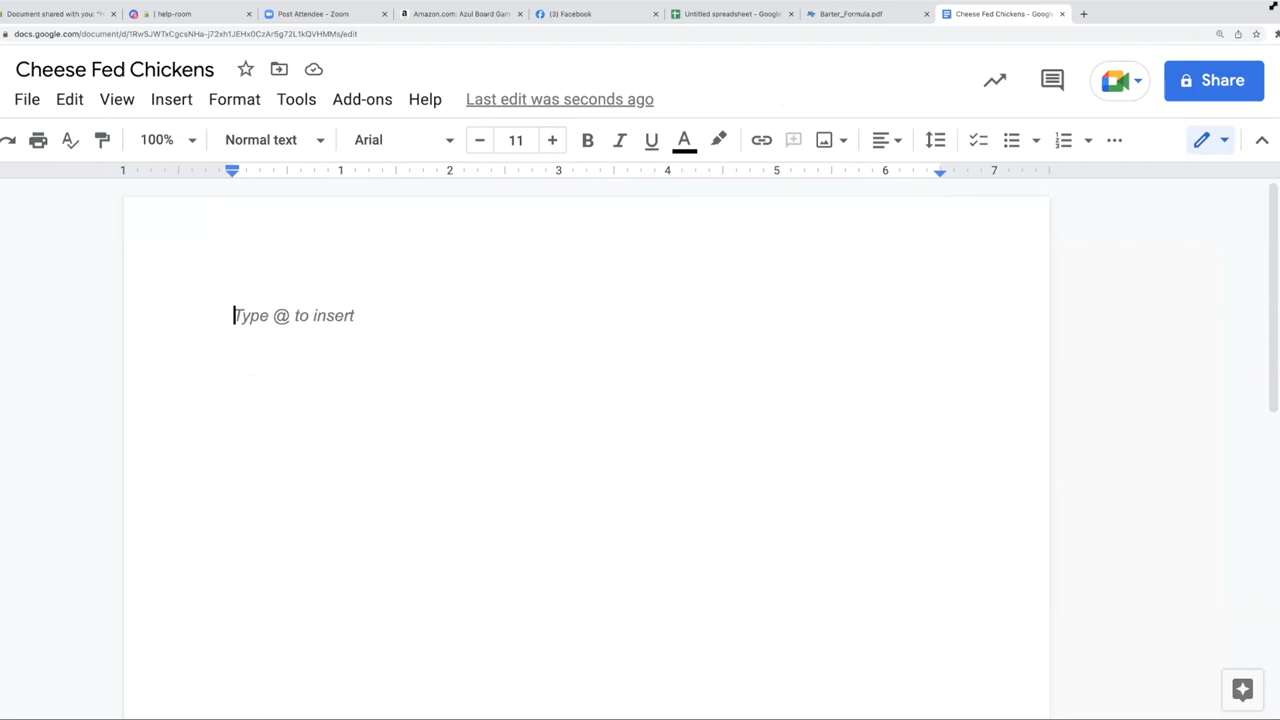 Document shared with you: "H
help-room
Post Attendee - Zoom
Amazon.com: Azul Board Gam
(3) Facebook
Untitled spreadsheet - Google
Barter_Formula.pdf
Cheese Fed Chickens - Google
docs.google.com/document/d/1RwSJWTxCgcsNHa-j72xh1JEHx0CzAr5g72L1kQVHMMs/edit
Cheese Fed Chickens
Share
File Edit View Insert Format Tools Add-ons Help Last edit was seconds ago
100% Normal text Arial 11 B I U A
1 1 2 3 4 5 6 7
Type @ to insert